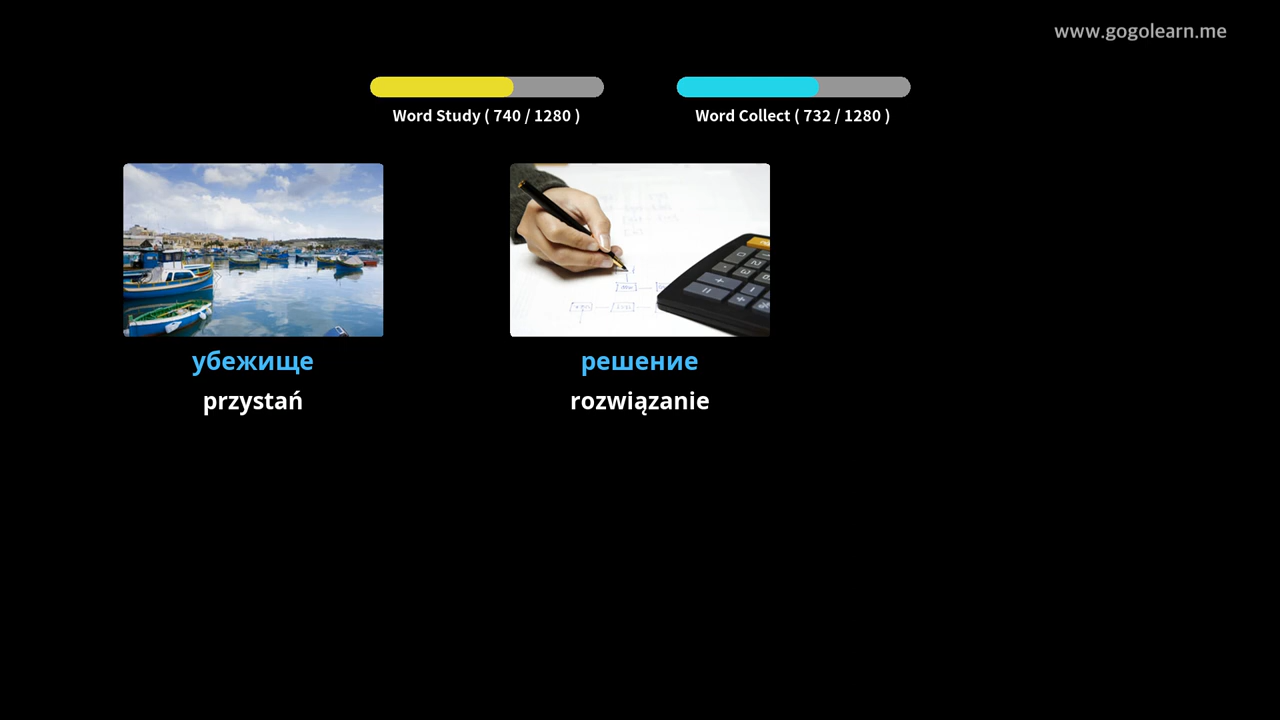 www.gogolearn.me
Word Study ( 740 / 1280 )
Word Collect ( 732 / 1280 )
убежище
решение
przystań
rozwiązanie